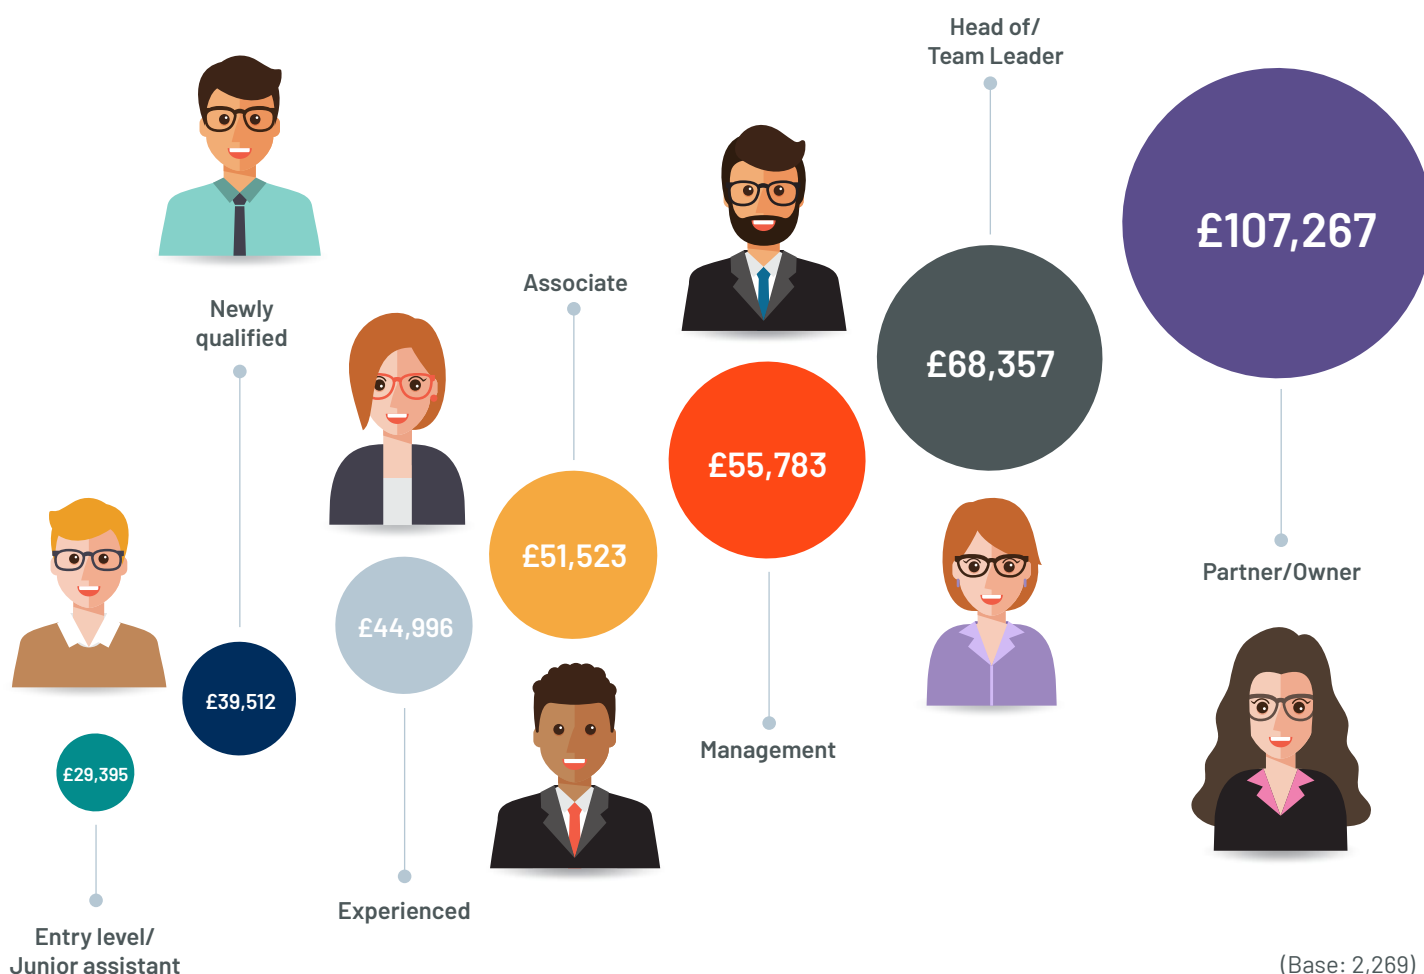 Head of/
Team Leader
£107,267
Associate
Newly
qualified
£68,357
£55,783
£51,523
Partner/Owner
£44,996
£39,512
Management
£29,395
Experienced
Entry level/
Junior assistant
(Base: 2,269)